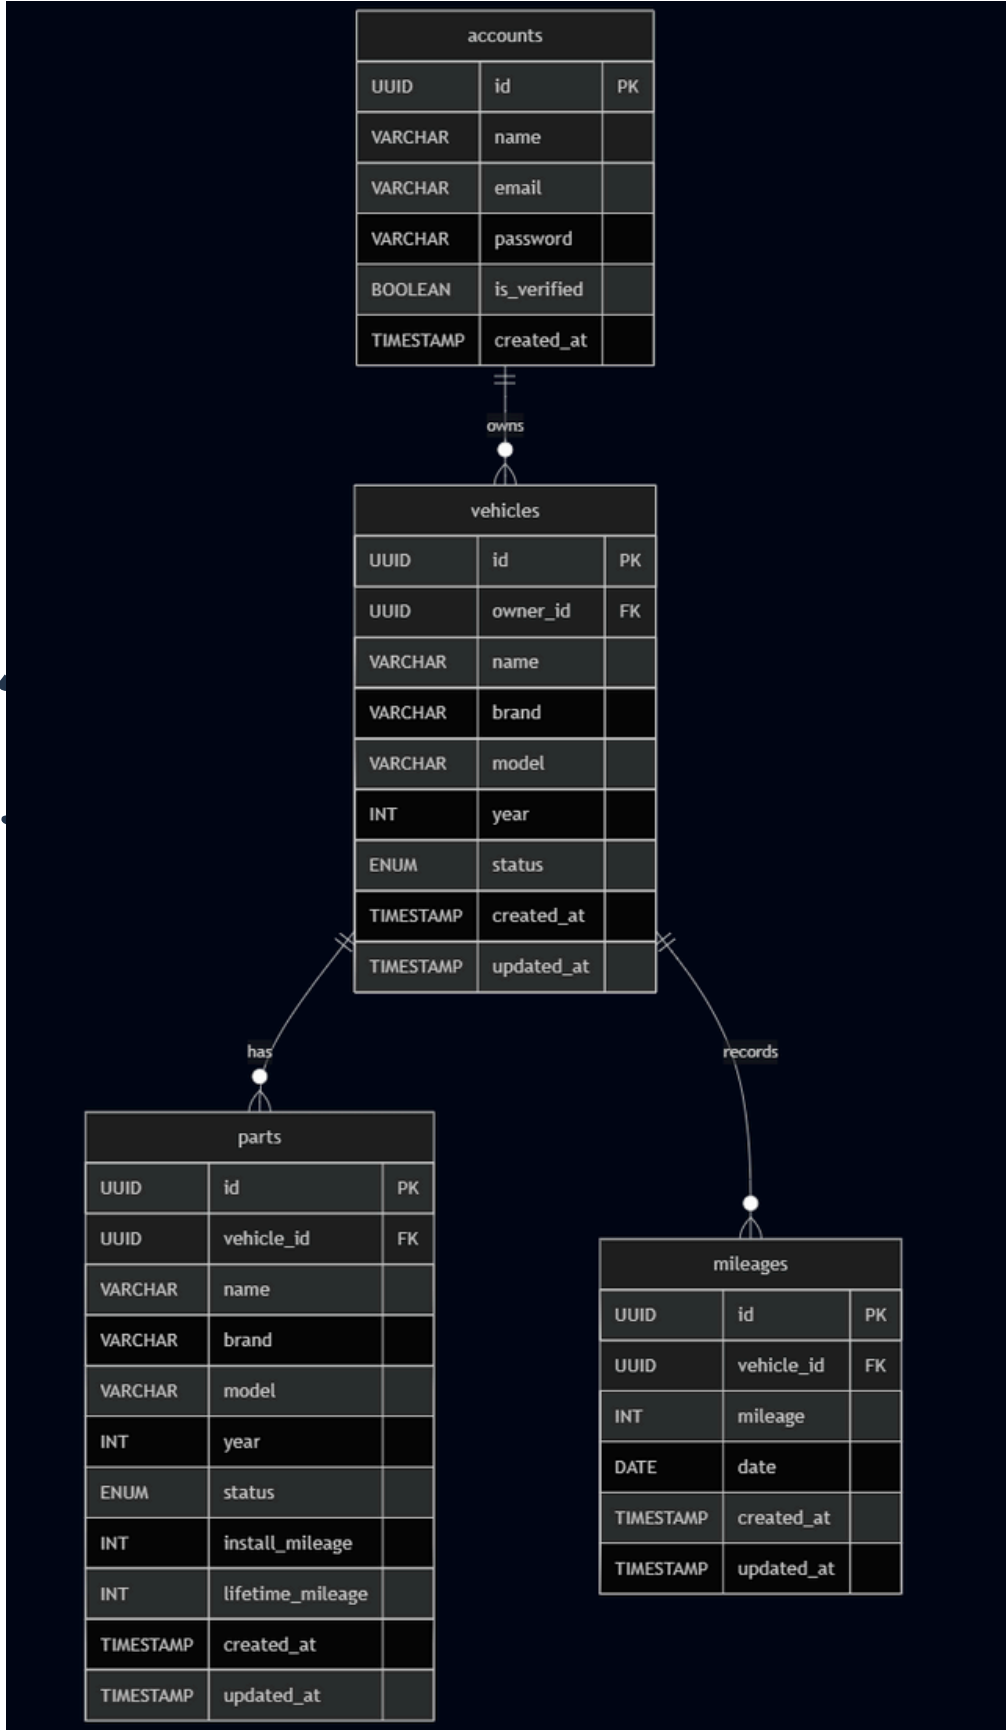 accounts
UUID id PK
VARCHAR name
VARCHAR email
VARCHAR password
BOOLEAN is_verified
TIMESTAMP created_at
owns
vehicles
UUID id PK
UUID owner_id FK
VARCHAR name
VARCHAR brand
VARCHAR model
INT year
ENUM status
TIMESTAMP created_at
TIMESTAMP updated_at
has
records
parts
UUID id PK
UUID vehicle_id FK
VARCHAR name
VARCHAR brand
VARCHAR model
INT year
ENUM status
INT install_mileage
INT lifetime_mileage
TIMESTAMP created_at
TIMESTAMP updated_at
mileages
UUID id PK
UUID vehicle_id FK
INT mileage
DATE date
TIMESTAMP created_at
TIMESTAMP updated_at